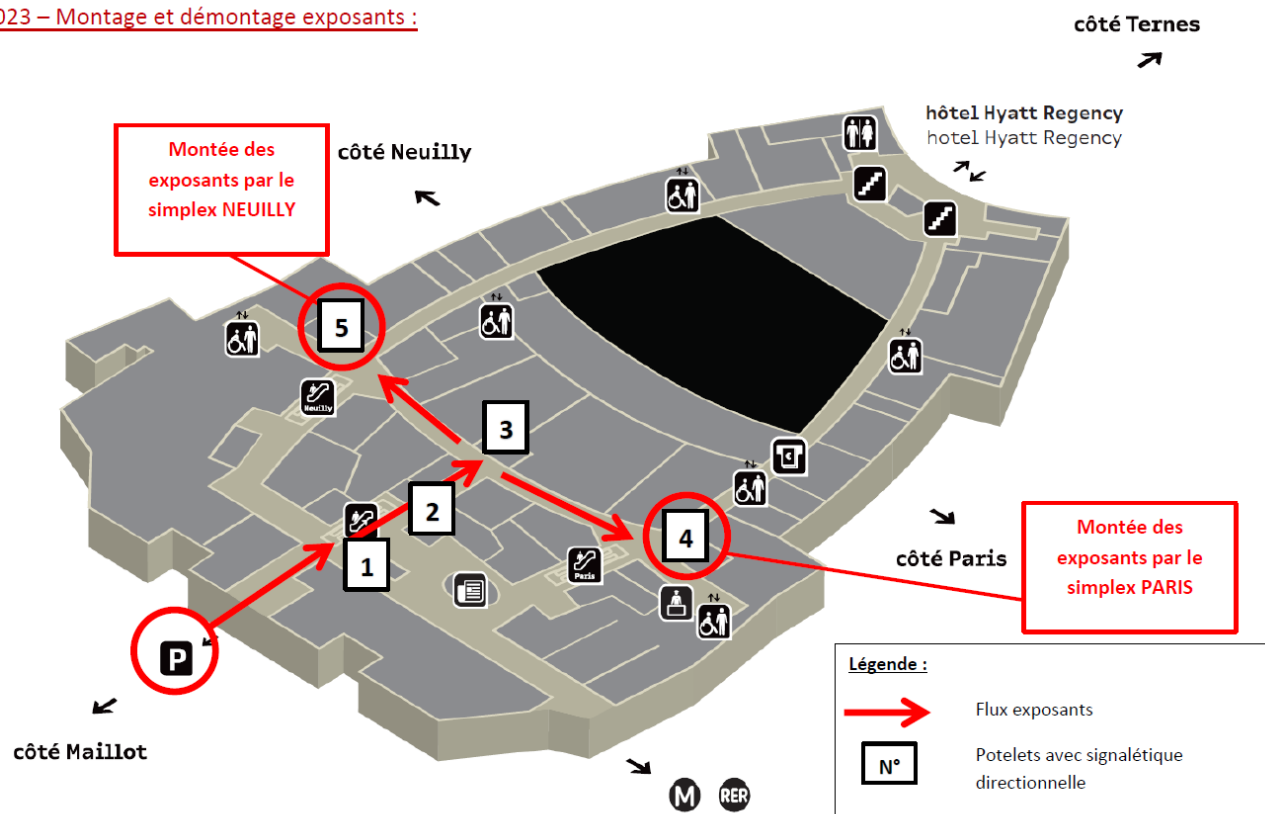 023 – Montage et démontage exposants :
côté Ternes
hôtel Hyatt Regency
hotel Hyatt Regency
Montée des
exposants par le
simplex NEUILLY
côté Neuilly
5
Neuilly
3
2
1
4
Paris
côté Paris
Montée des
exposants par le
simplex PARIS
P
côté Maillot
M RER
Légende :
Flux exposants
N°
Potelets avec signalétique
directionnelle